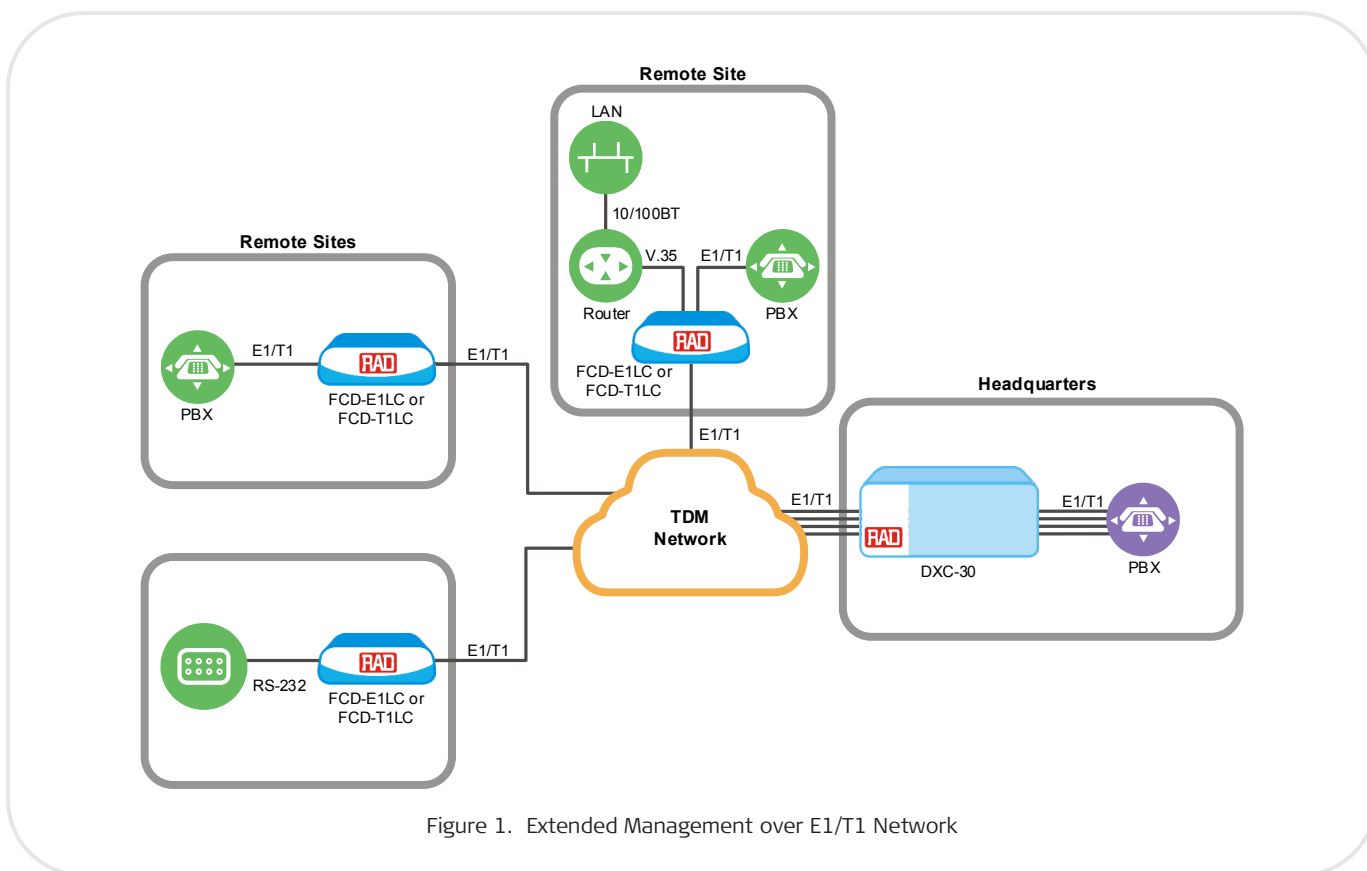 Remote Site
LAN
10/100BT
V.35
E1/T1
Router
PBX
RAD
FCD-E1LC or
FCD-T1LC
E1/T1
Remote Sites
E1/T1
RAD
E1/T1
PBX
FCD-E1LC or
FCD-T1LC
RS-232
RAD
E1/T1
FCD-E1LC or
FCD-T1LC
TDM
Network
Headquarters
E1/T1
RAD
E1/T1
DXC-30
PBX
Figure 1. Extended Management over E1/T1 Network